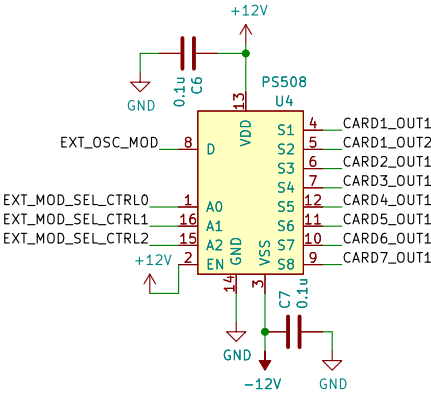 +12V
0.1u
C6
GND
PS508
U4
13
VDD
S1 4 CARD1_OUT1
EXT_OSC_MOD 8 D
S2 5 CARD1_OUT2
S3 6 CARD2_OUT1
S4 7 CARD3_OUT1
EXT_MOD_SEL_CTRL0 1 A0
S5 12 CARD4_OUT1
EXT_MOD_SEL_CTRL1 16 A1
S6 11 CARD5_OUT1
EXT_MOD_SEL_CTRL2 15 A2
S7 10 CARD6_OUT1
+12V
2 EN
S8 9 CARD7_OUT1
GND
VSS
14
3
C7
0.1u
GND
-12V
GND